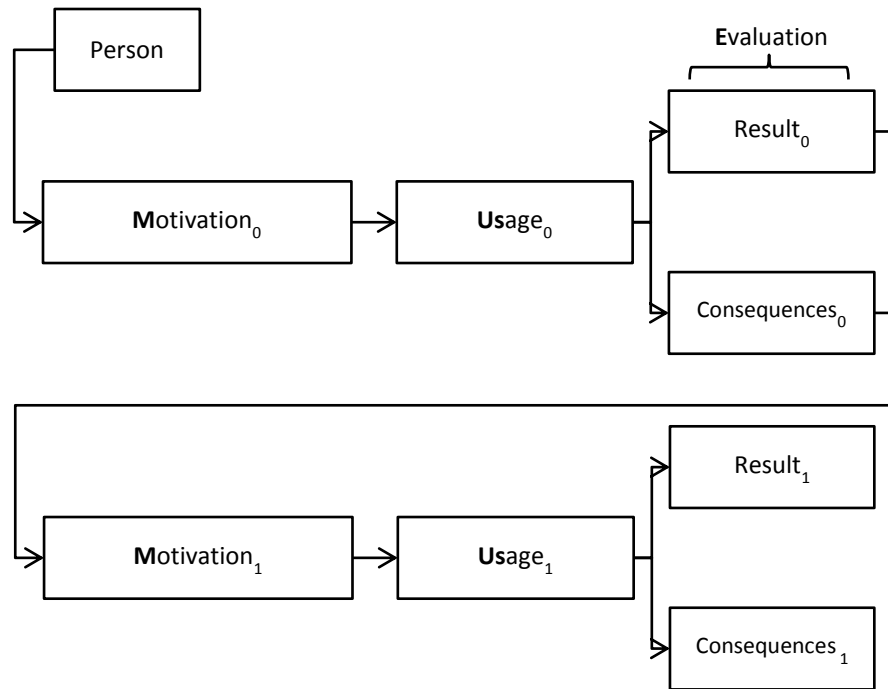 Person
Evaluation
Result₀
Motivation₀
Usage₀
Consequences₀
Result₁
Motivation₁
Usage₁
Consequences₁